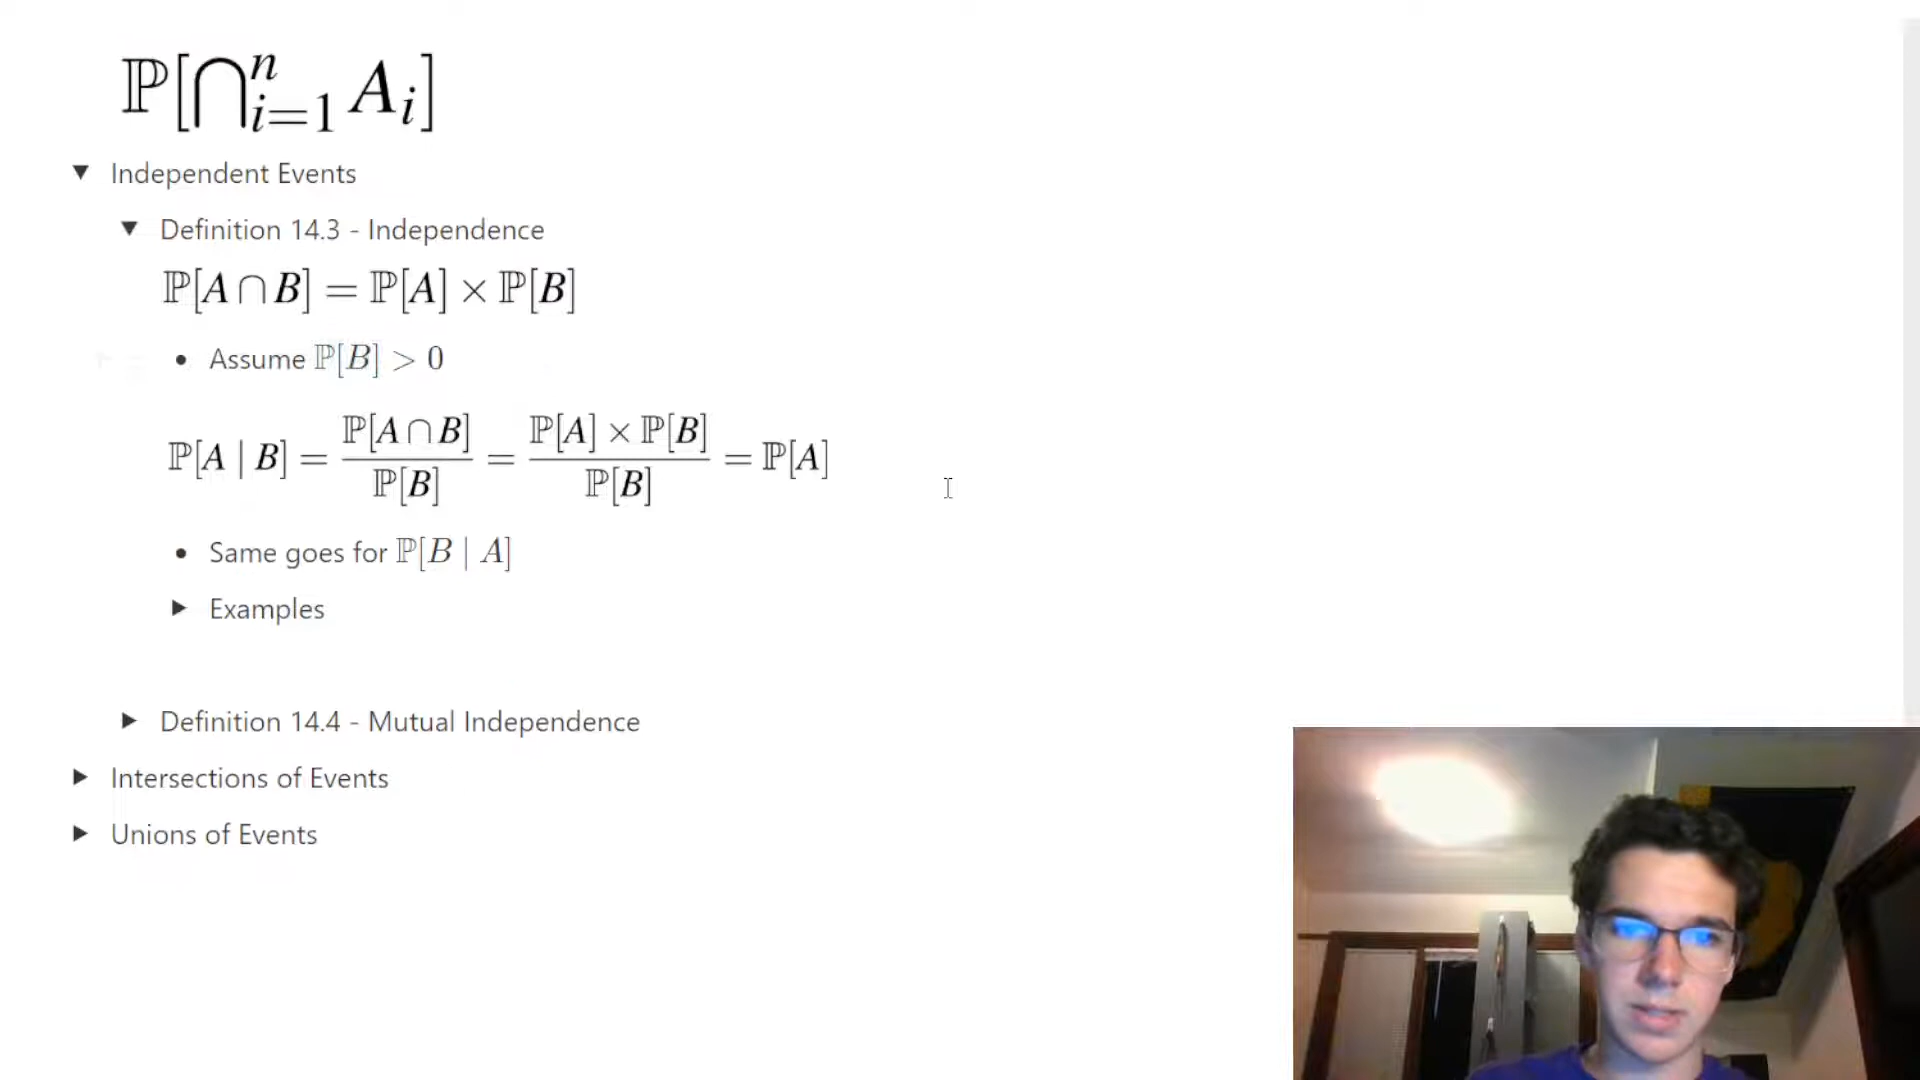 ℙ[⋂ⁿᵢ₌₁ Aᵢ]
Independent Events
Definition 14.3 - Independence
ℙ[A ∩ B] = ℙ[A] × ℙ[B]
Assume ℙ[B] > 0
ℙ[A | B] = ℙ[A ∩ B] / ℙ[B] = ℙ[A] × ℙ[B] / ℙ[B] = ℙ[A]
Same goes for ℙ[B | A]
Examples
Definition 14.4 - Mutual Independence
Intersections of Events
Unions of Events